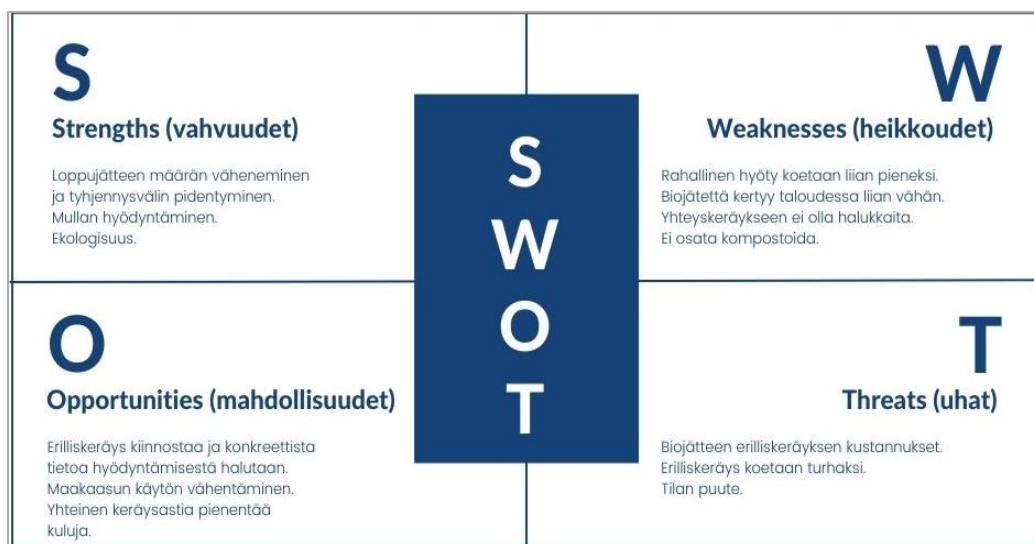 S
Strengths (vahvuudet)
Loppujätteen määrän väheneminen
ja tyhjennysvälin pidentyminen.
Mullan hyödyntäminen.
Ekologisuus.
W
Weaknesses (heikkoudet)
Rahallinen hyöty koetaan liian pieneksi.
Biojätettä kertyy taloudessa liian vähän.
Yhteyskeräykseen ei olla halukkaita.
Ei osata kompostoida.
S
W
O
T
O
Opportunities (mahdollisuudet)
Erilliskeräys kiinnostaa ja konkreettista
tietoa hyödyntämisestä halutaan.
Maakaasun käytön vähentäminen.
Yhteinen keräysastia pienentää
kuluja.
T
Threats (uhat)
Biojätteen erilliskeräyksen kustannukset.
Erilliskeräys koetaan turhaksi.
Tilan puute.